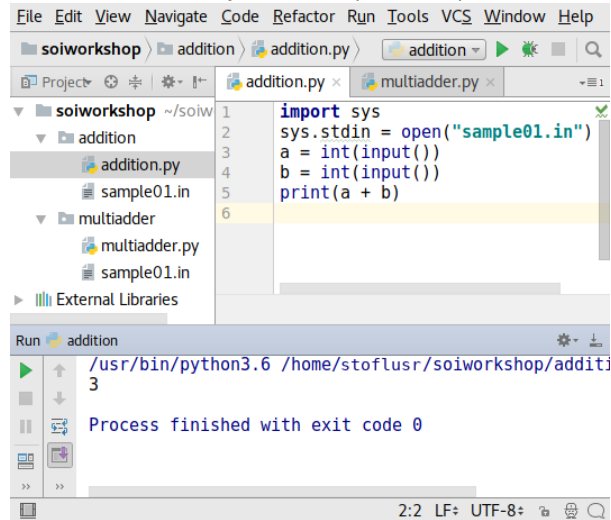 File Edit View Navigate Code Refactor Run Tools VCS Window Help
soiworkshop addition addition.py addition
Project addition.py × multiadder.py × 1
soiworkshop ~/soiw
addition
addition.py
sample01.in
multiadder
multiadder.py
sample01.in
External Libraries
1 import sys
2 sys.stdin = open("sample01.in")
3 a = int(input())
4 b = int(input())
5 print(a + b)
6
Run addition
/usr/bin/python3.6 /home/stoflusr/soiworkshop/additi
3
Process finished with exit code 0
>> >>
2:2 LF÷ UTF-8÷